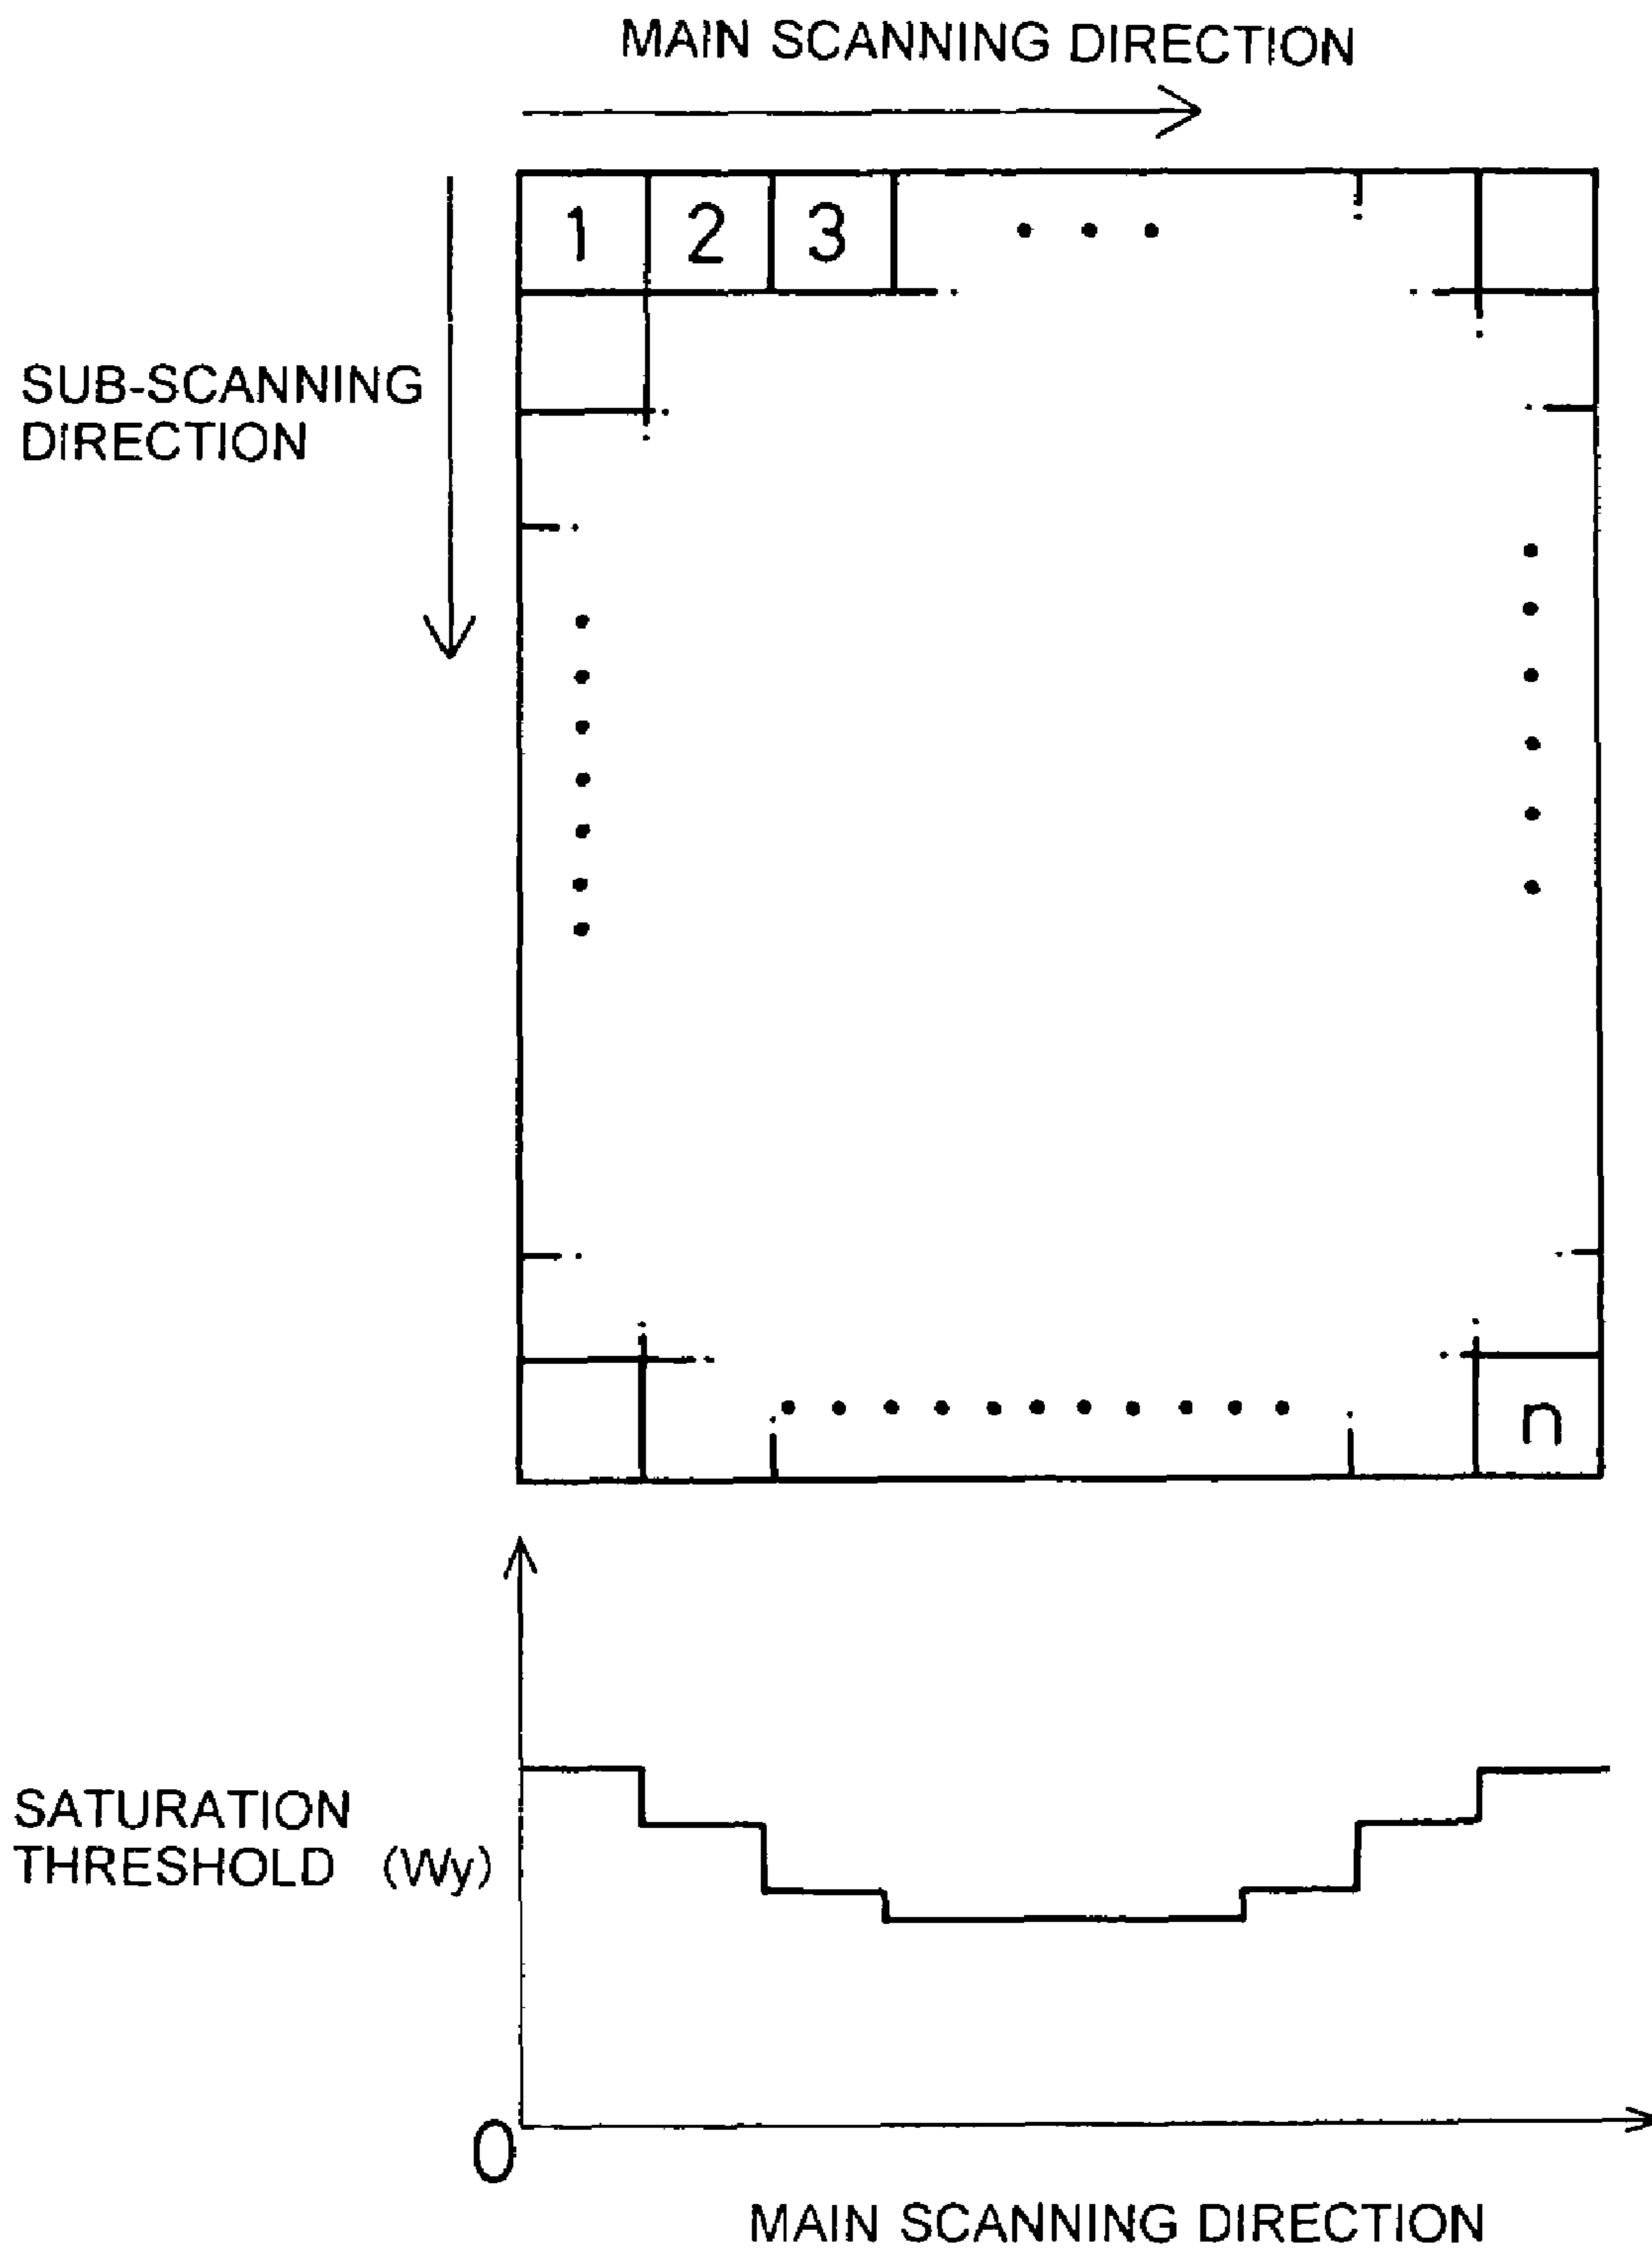 MAIN SCANNING DIRECTION
1 2 3
SUB-SCANNING
DIRECTION
n
SATURATION
THRESHOLD (Wy)
0
MAIN SCANNING DIRECTION